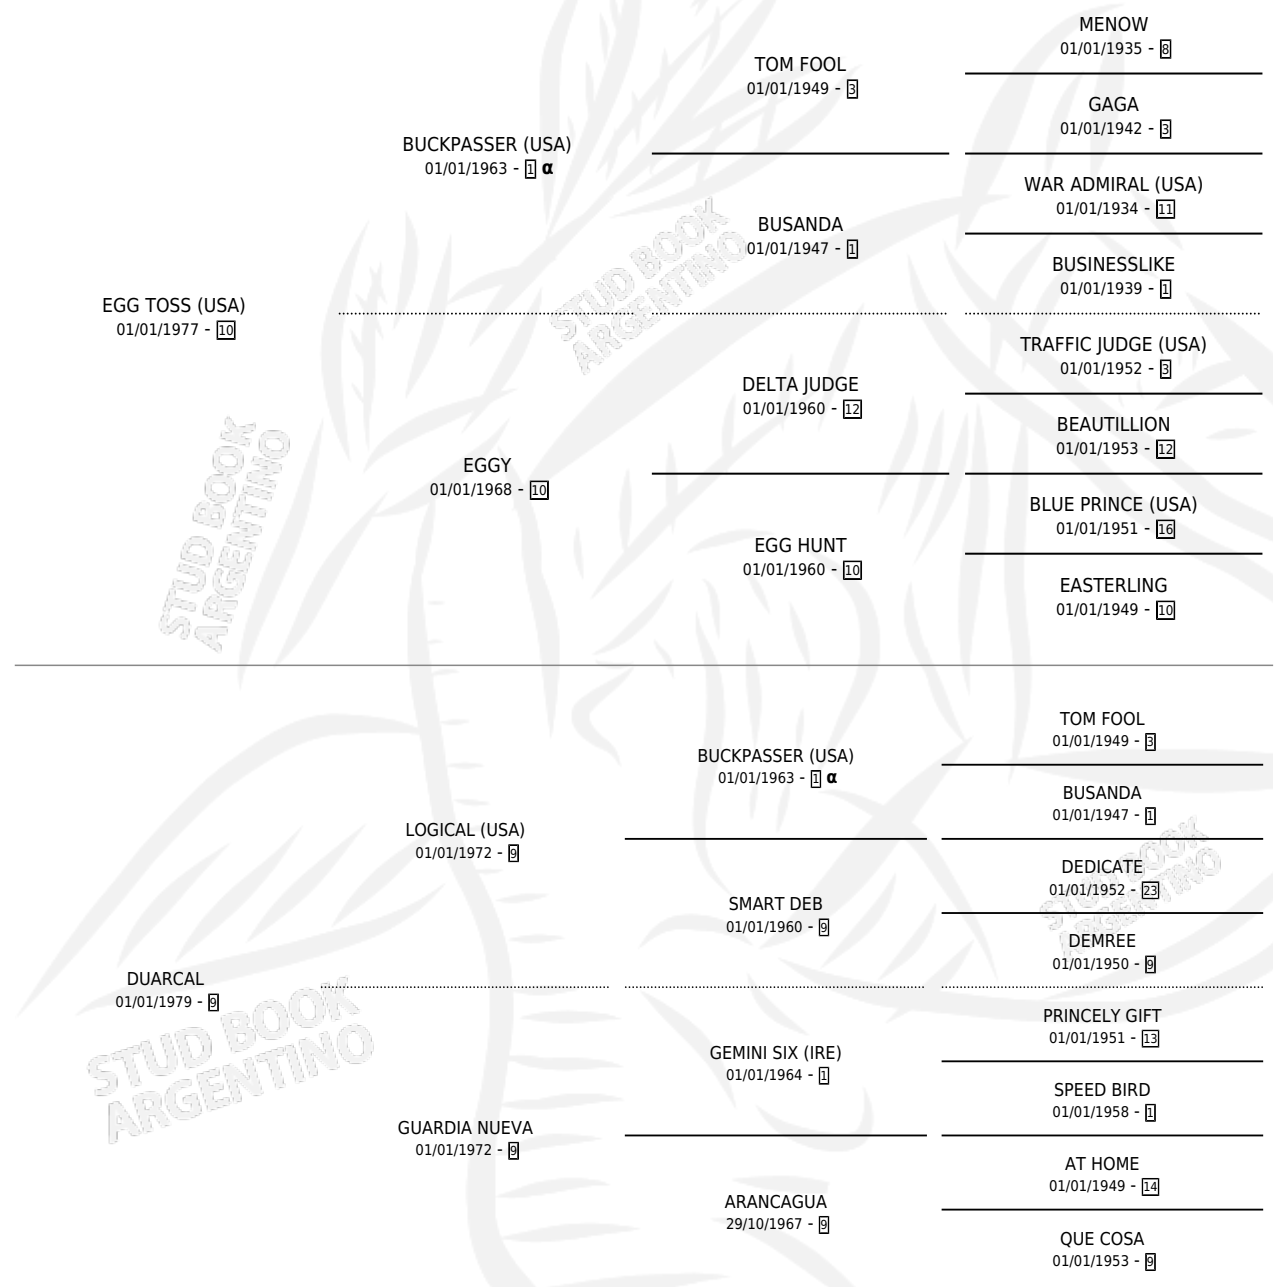 MENOW
01/01/1935 - 8
TOM FOOL
01/01/1949 - 3
GAGA
01/01/1942 - 3
BUCKPASSER (USA)
01/01/1963 - 1 α
WAR ADMIRAL (USA)
01/01/1934 - 11
BUSANDA
01/01/1947 - 1
BUSINESSLIKE
01/01/1939 - 1
EGG TOSS (USA)
01/01/1977 - 10
TRAFFIC JUDGE (USA)
01/01/1952 - 3
DELTA JUDGE
01/01/1960 - 12
BEAUTILLION
01/01/1953 - 12
EGGY
01/01/1968 - 10
BLUE PRINCE (USA)
01/01/1951 - 16
EGG HUNT
01/01/1960 - 10
EASTERLING
01/01/1949 - 10
TOM FOOL
01/01/1949 - 3
BUCKPASSER (USA)
01/01/1963 - 1 α
BUSANDA
01/01/1947 - 1
LOGICAL (USA)
01/01/1972 - 9
DEDICATE
01/01/1952 - 23
SMART DEB
01/01/1960 - 9
DEMREE
01/01/1950 - 9
DUARCAL
01/01/1979 - 9
PRINCELY GIFT
01/01/1951 - 13
GEMINI SIX (IRE)
01/01/1964 - 1
SPEED BIRD
01/01/1958 - 1
GUARDIA NUEVA
01/01/1972 - 9
AT HOME
01/01/1949 - 14
ARANCAGUA
29/10/1967 - 9
QUE COSA
01/01/1953 - 9
STUD BOOK
ARGENTINO
STUD BOOK
ARGENTINO
STUD BOOK
ARGENTINO
STUD BOOK
ARGENTINO